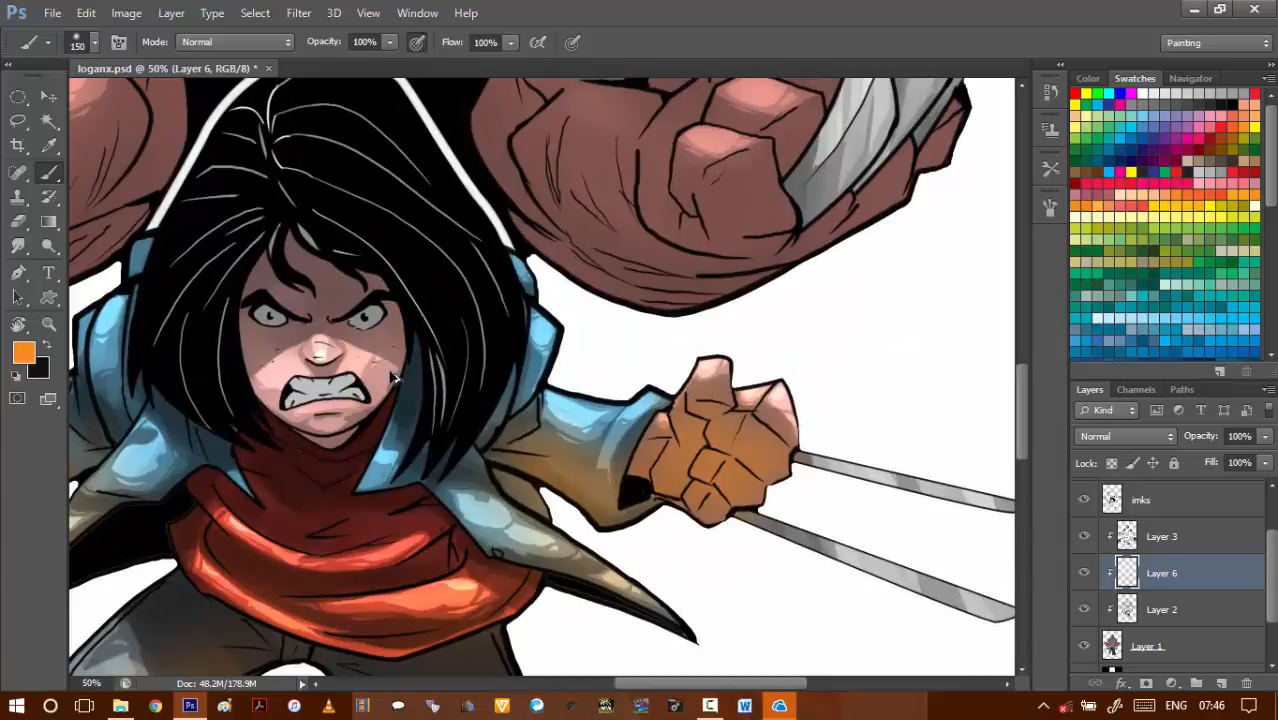 Ps File Edit Image Layer Type Select Filter 3D View Window Help
150 Mode: Normal Opacity: 100% Flow: 100% Painting
loganx.psd @ 50% (Layer 6, RGB/8) *
Color Swatches Navigator
Layers Channels Paths
Kind
Normal Opacity: 100%
Lock: Fill: 100%
imks
Layer 3
Layer 6
Layer 2
Layer 1
50% Doc: 48.2M/178.9M
ENG 07:46